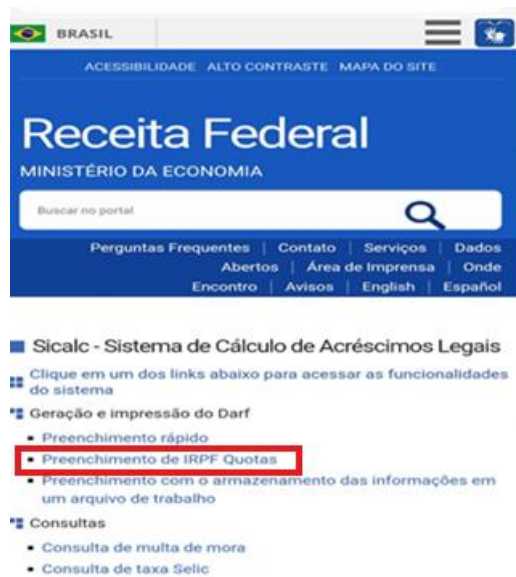 BRASIL
ACESSIBILIDADE ALTO CONTRASTE MAPA DO SITE
Receita Federal
MINISTÉRIO DA ECONOMIA
Buscar no portal
Perguntas Frequentes | Contato | Serviços | Dados
Abertos | Área de Imprensa | Onde
Encontro | Avisos | English | Español
Sicalc - Sistema de Cálculo de Acréscimos Legais
Clique em um dos links abaixo para acessar as funcionalidades
do sistema
Geração e impressão do Darf
Preenchimento rápido
Preenchimento de IRPF Quotas
Preenchimento com o armazenamento das informações em
um arquivo de trabalho
Consultas
Consulta de multa de mora
Consulta de taxa Selic